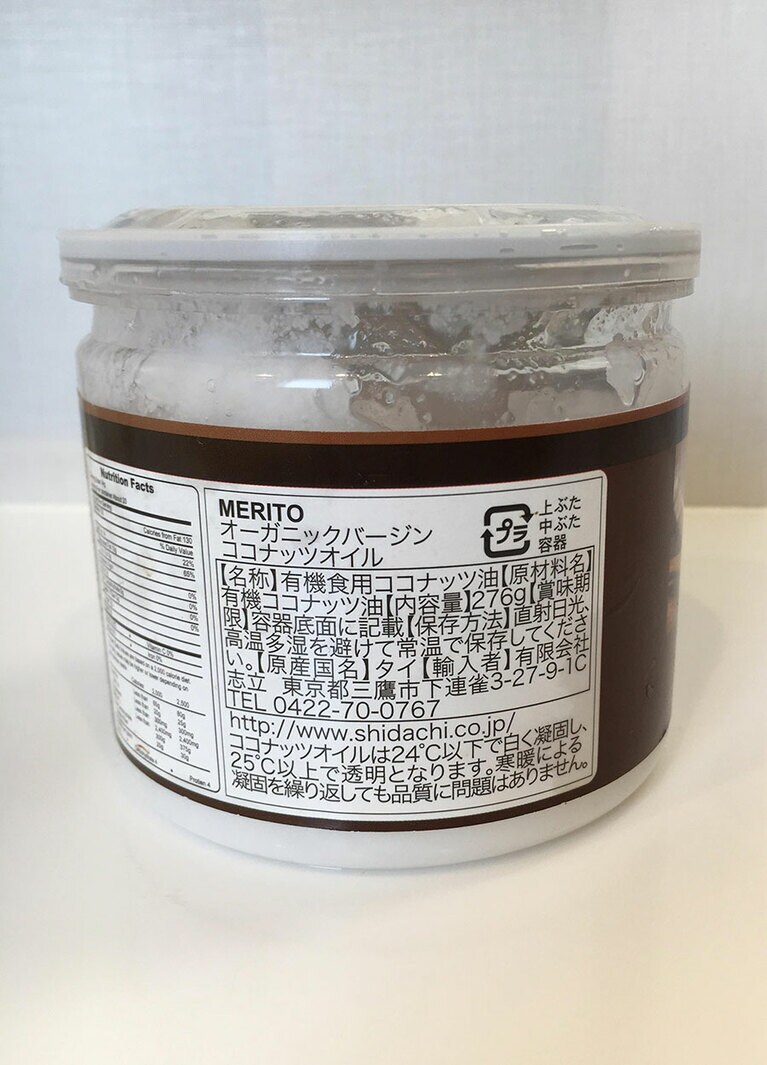 Nutrition Facts
Calories from Fat 130
% Daily Value
22%
65%
0%
0%
0%
0%
MERITO
オーガニックバージン
ココナッツオイル
プラ
上ぶた
中ぶた
容器
【名称】有機食用ココナッツ油【原材料名】
有機ココナッツ油【内容量】276g【賞味期
限】容器底面に記載【保存方法】直射日光、
高温多湿を避けて常温で保存してくださ
い。【原産国名】タイ【輸入者】有限会社
志立 東京都三鷹市下連雀3-27-9-1C
TEL 0422-70-0767
http://www.shidachi.co.jp/
ココナッツオイルは24℃以下で白く凝固し、
25℃以上で透明となります。寒暖による
凝固を繰り返しても品質に問題はありません。